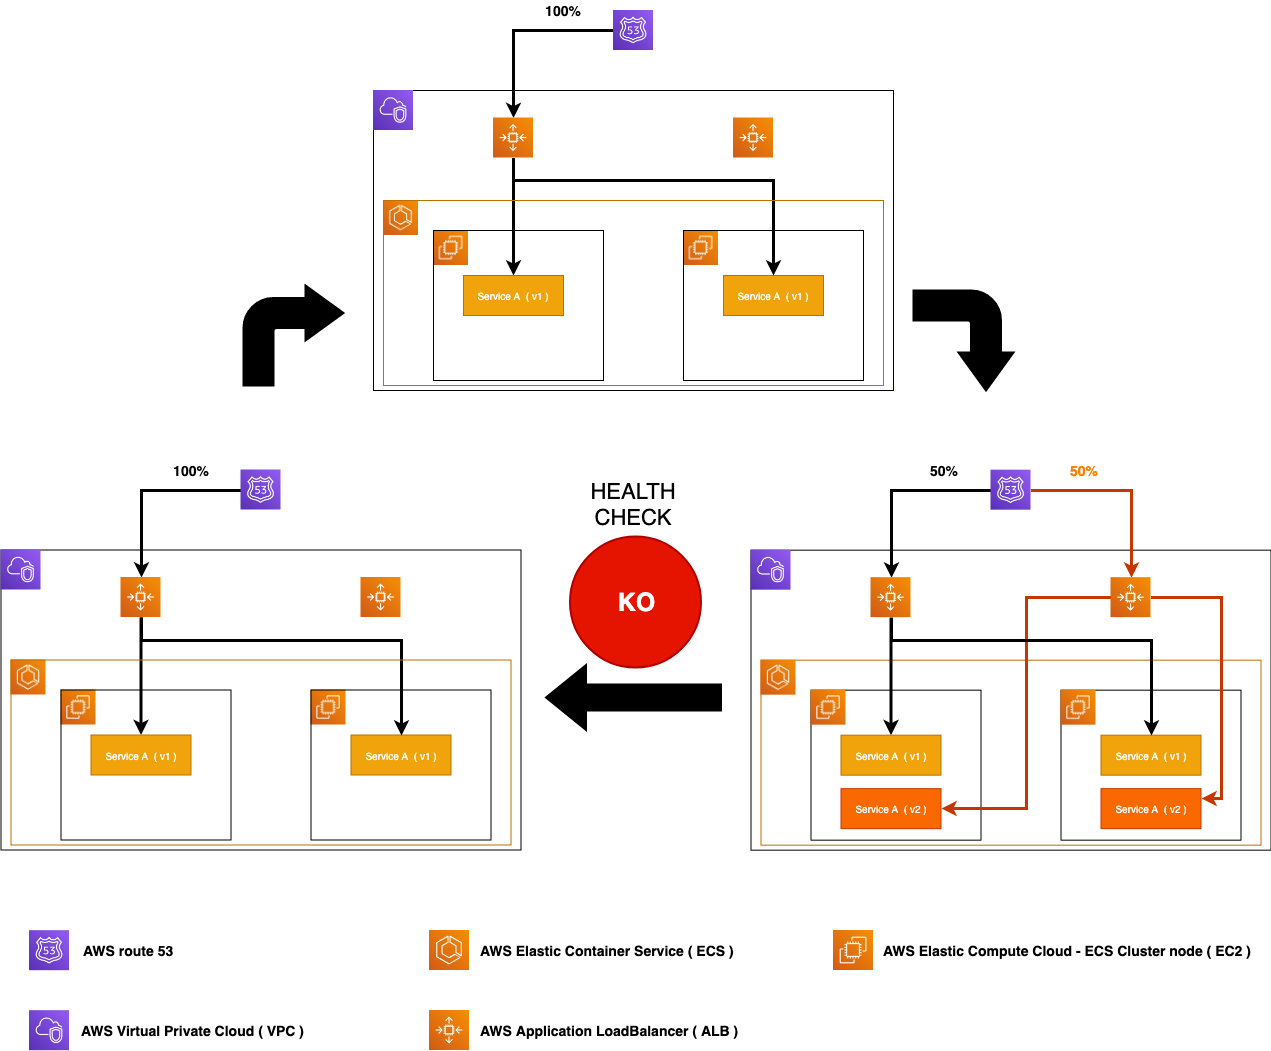 100%
53
Service A ( v1 )
Service A ( v1 )
100%
53
HEALTH
CHECK
KO
50%
53
50%
Service A ( v1 )
Service A ( v1 )
Service A ( v1 )
Service A ( v2 )
Service A ( v1 )
Service A ( v2 )
53
AWS route 53
AWS Elastic Container Service ( ECS )
AWS Elastic Compute Cloud - ECS Cluster node ( EC2 )
AWS Virtual Private Cloud ( VPC )
AWS Application LoadBalancer ( ALB )